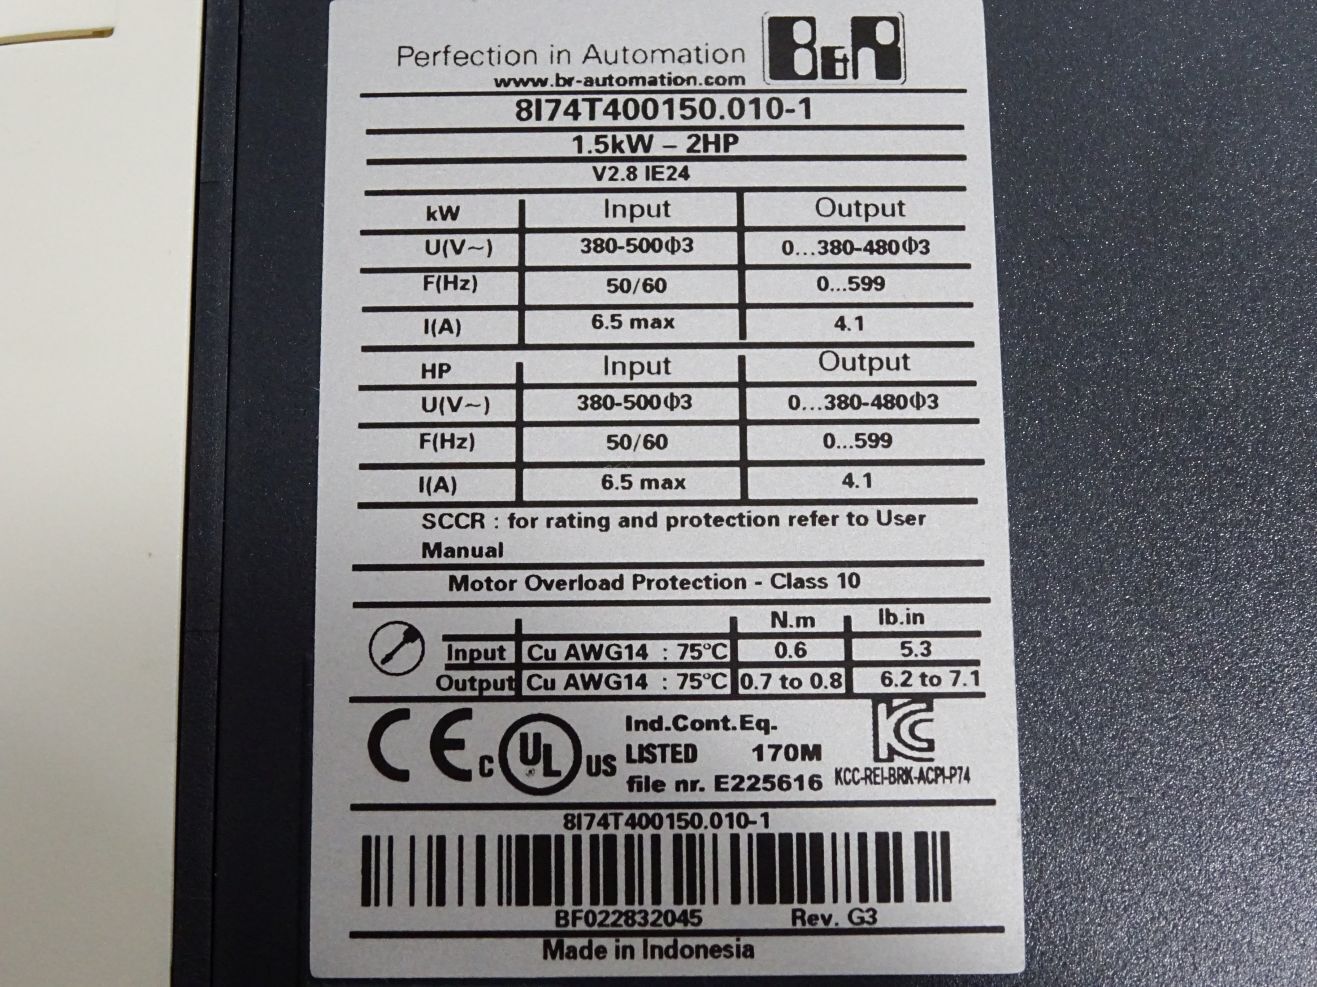 Perfection in Automation B&R
www.br-automation.com
8I74T400150.010-1
1.5kW – 2HP
V2.8 IE24
kW Input Output
U(V~) 380-500Φ3 0...380-480Φ3
F(Hz) 50/60 0...599
I(A) 6.5 max 4.1
HP Input Output
U(V~) 380-500Φ3 0...380-480Φ3
F(Hz) 50/60 0...599
I(A) 6.5 max 4.1
SCCR : for rating and protection refer to User
Manual
Motor Overload Protection - Class 10
N.m lb.in
Input Cu AWG14 : 75°C 0.6 5.3
Output Cu AWG14 : 75°C 0.7 to 0.8 6.2 to 7.1
CE c UL US Ind.Cont.Eq. KC
LISTED 170M
file nr. E225616 KCC-REI-BRK-ACPI-P74
8I74T400150.010-1
BF022832045 Rev. G3
Made in Indonesia